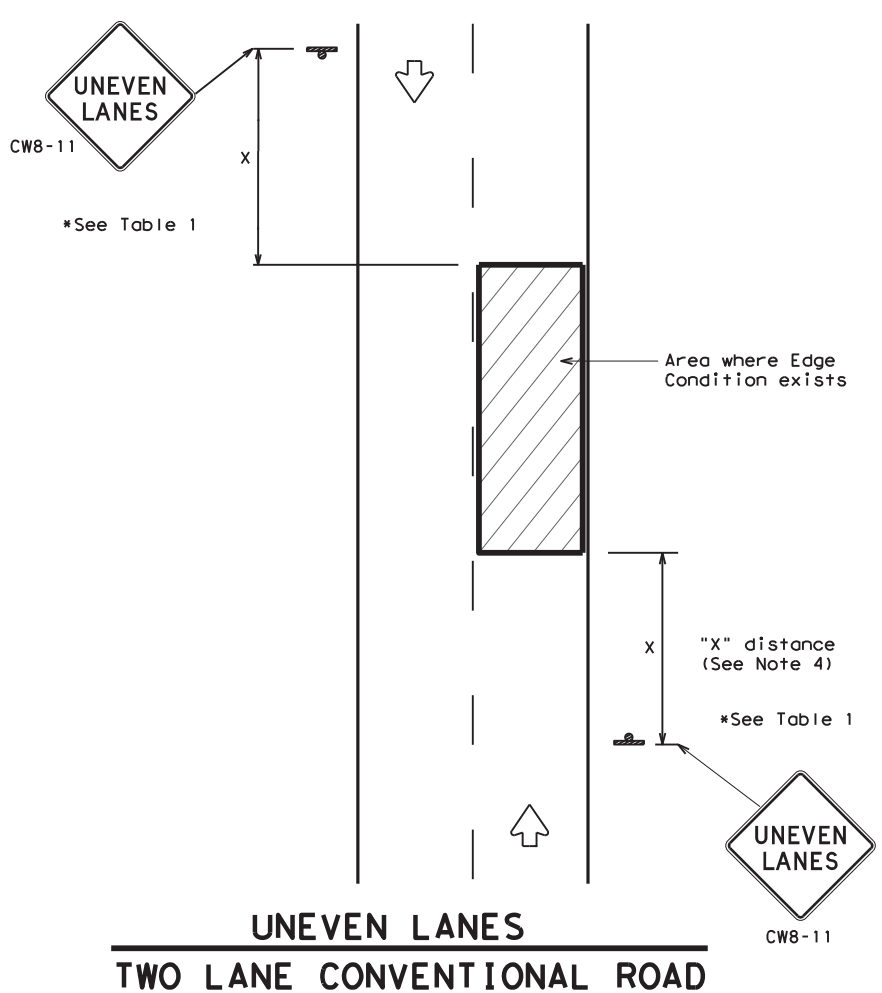 UNEVEN
LANES
CW8-11
X
*See Table 1
Area where Edge
Condition exists
X
"X" distance
(See Note 4)
*See Table 1
UNEVEN
LANES
CW8-11
UNEVEN LANES
TWO LANE CONVENTIONAL ROAD